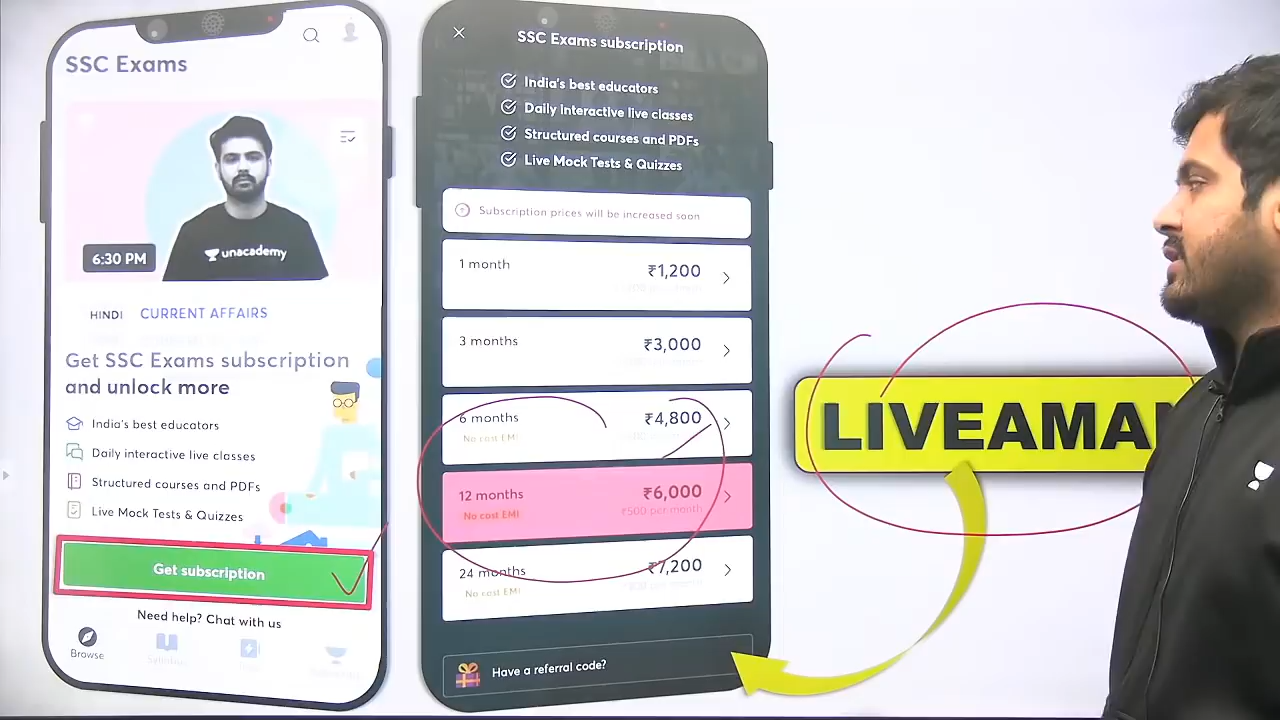 SSC Exams
unacademy
6:30 PM
HINDI CURRENT AFFAIRS
Get SSC Exams subscription
and unlock more
India's best educators
Daily interactive live classes
Structured courses and PDFs
Live Mock Tests & Quizzes
Get subscription
Need help? Chat with us
Browse
SSC Exams subscription
India's best educators
Daily interactive live classes
Structured courses and PDFs
Live Mock Tests & Quizzes
Subscription prices will be increased soon
1 month ₹1,200
3 months ₹3,000
6 months ₹4,800
No cost EMI
12 months ₹6,000
No cost EMI ₹500 per month
24 months ₹7,200
No cost EMI
Have a referral code?
LIVEAMAN